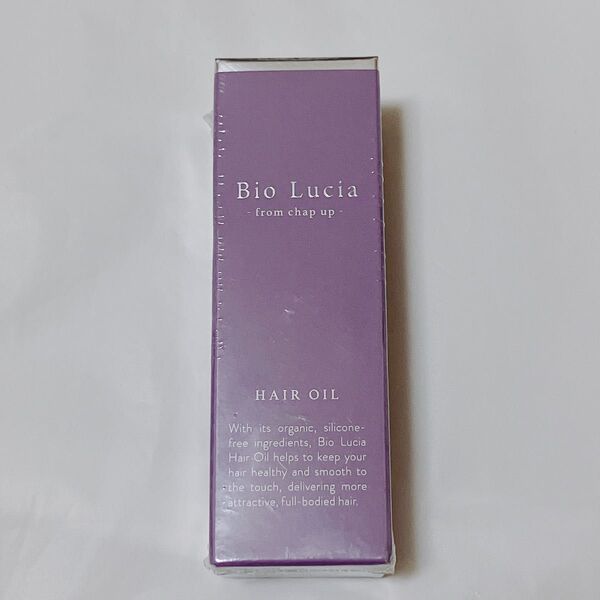 Bio Lucia
- from chap up -
HAIR OIL
With its organic, silicone-
free ingredients, Bio Lucia
Hair Oil helps to keep your
hair healthy and smooth to
the touch, delivering more
attractive, full-bodied hair.